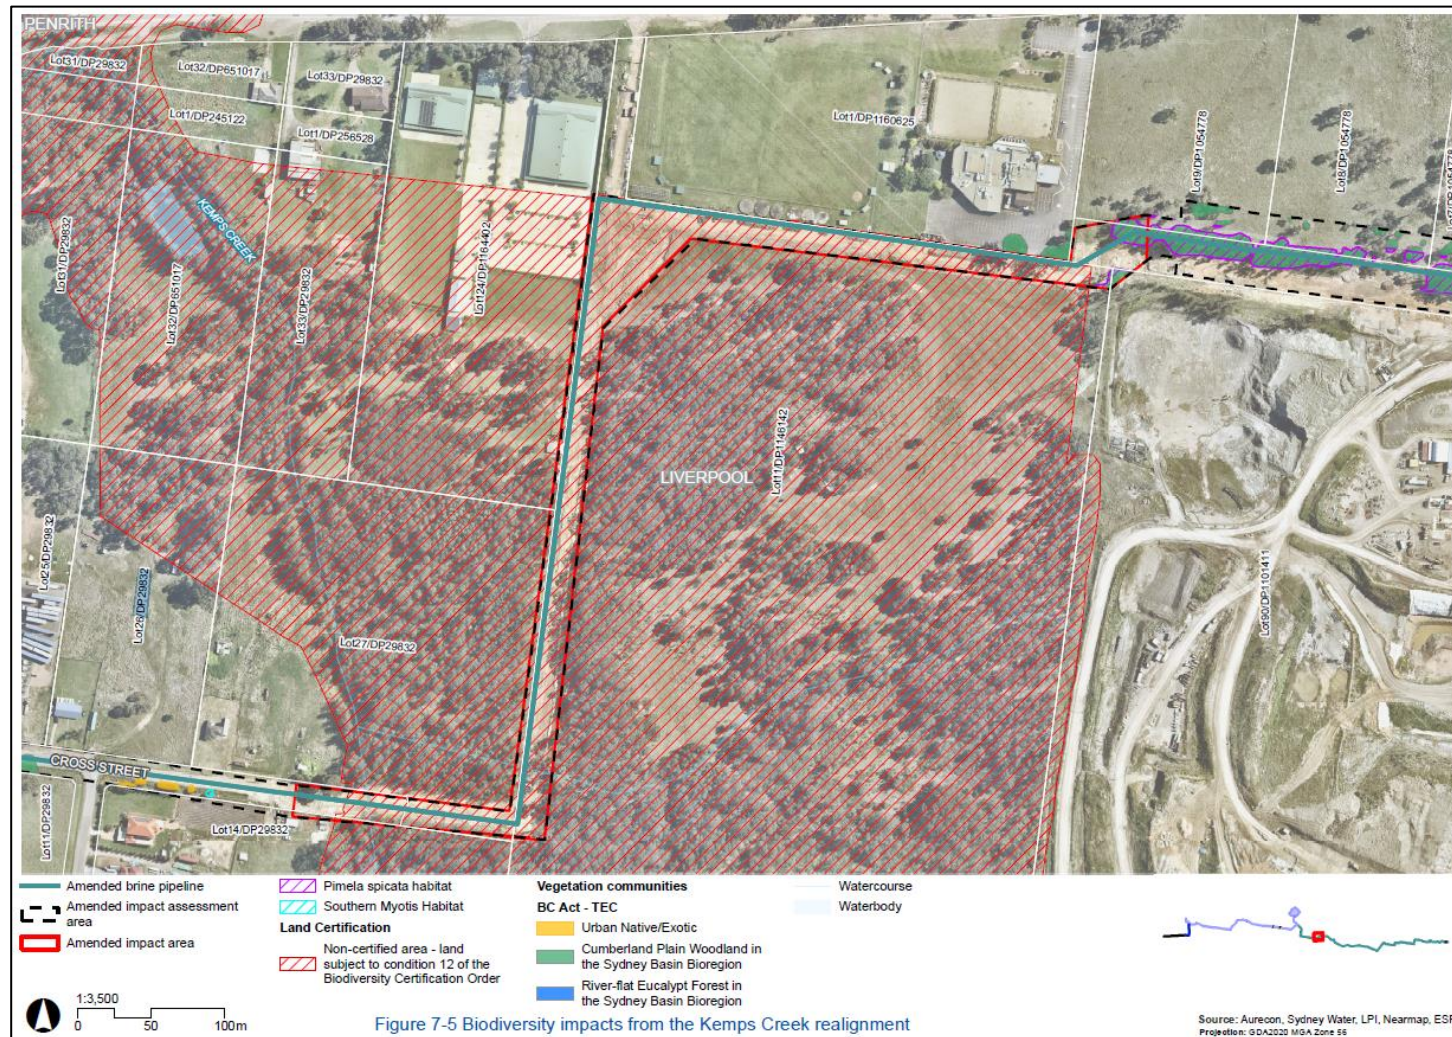 PENRITH
Lot31/DP29832
Lot32/DP651017
Lot33/DP29832
Lot1/DP245122
Lot1/DP256528
Lot1/DP1160625
Lot9/DP1054778
Lot8/DP1054778
KEMPS CREEK
Lot31/DP29832
Lot32/DP651017
Lot33/DP29832
Lot124/DP1164402
Lot11/DP1146142
LIVERPOOL
Lot25/DP29832
Lot26/DP29832
Lot27/DP29832
Lot90/DP1101411
CROSS STREET
Lot11/DP29832
Lot14/DP29832
Amended brine pipeline
Amended impact assessment
area
Amended impact area
Pimela spicata habitat
Southern Myotis Habitat
Land Certification
Non-certified area - land
subject to condition 12 of the
Biodiversity Certification Order
Vegetation communities
BC Act - TEC
Urban Native/Exotic
Cumberland Plain Woodland in
the Sydney Basin Bioregion
River-flat Eucalypt Forest in
the Sydney Basin Bioregion
Watercourse
Waterbody
1:3,500
0 50 100m
Figure 7-5 Biodiversity impacts from the Kemps Creek realignment
Source: Aurecon, Sydney Water, LPI, Nearmap, ESR
Projection: GDA2020 MGA Zone 56